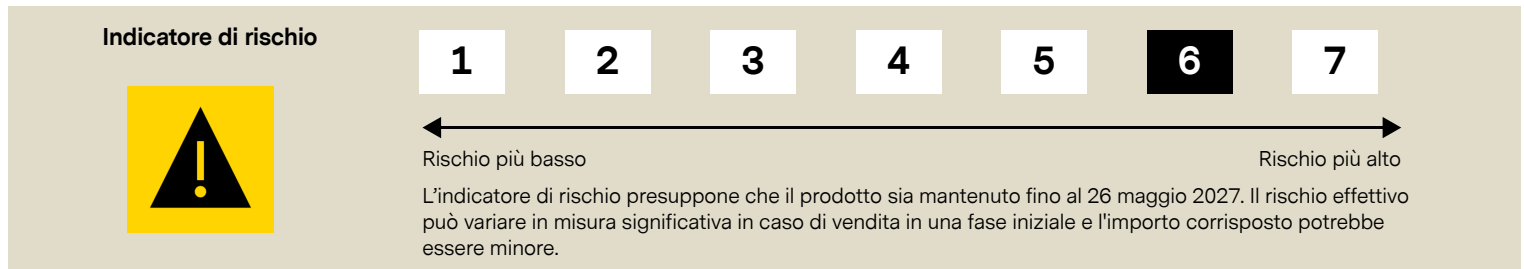 Indicatore di rischio
1 2 3 4 5 6 7
Rischio più basso Rischio più alto
L’indicatore di rischio presuppone che il prodotto sia mantenuto fino al 26 maggio 2027. Il rischio effettivo
può variare in misura significativa in caso di vendita in una fase iniziale e l'importo corrisposto potrebbe
essere minore.